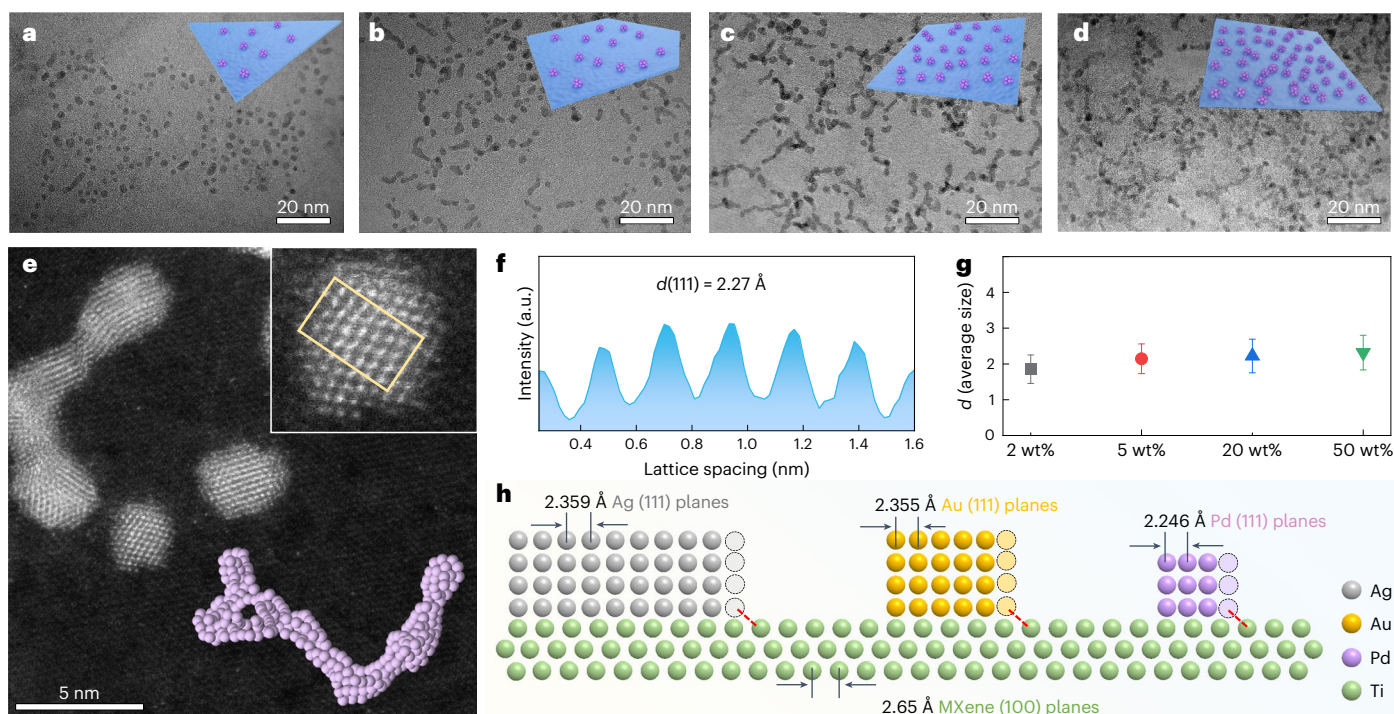 a
20 nm
b
20 nm
c
20 nm
d
20 nm
e
5 nm
f
d(111) = 2.27 Å
Intensity (a.u.)
0.4 0.6 0.8 1.0 1.2 1.4 1.6
Lattice spacing (nm)
g
d (average size)
4
3
2
1
0
2 wt% 5 wt% 20 wt% 50 wt%
h
2.359 Å Ag (111) planes
2.355 Å Au (111) planes
2.246 Å Pd (111) planes
2.65 Å MXene (100) planes
Ag
Au
Pd
Ti